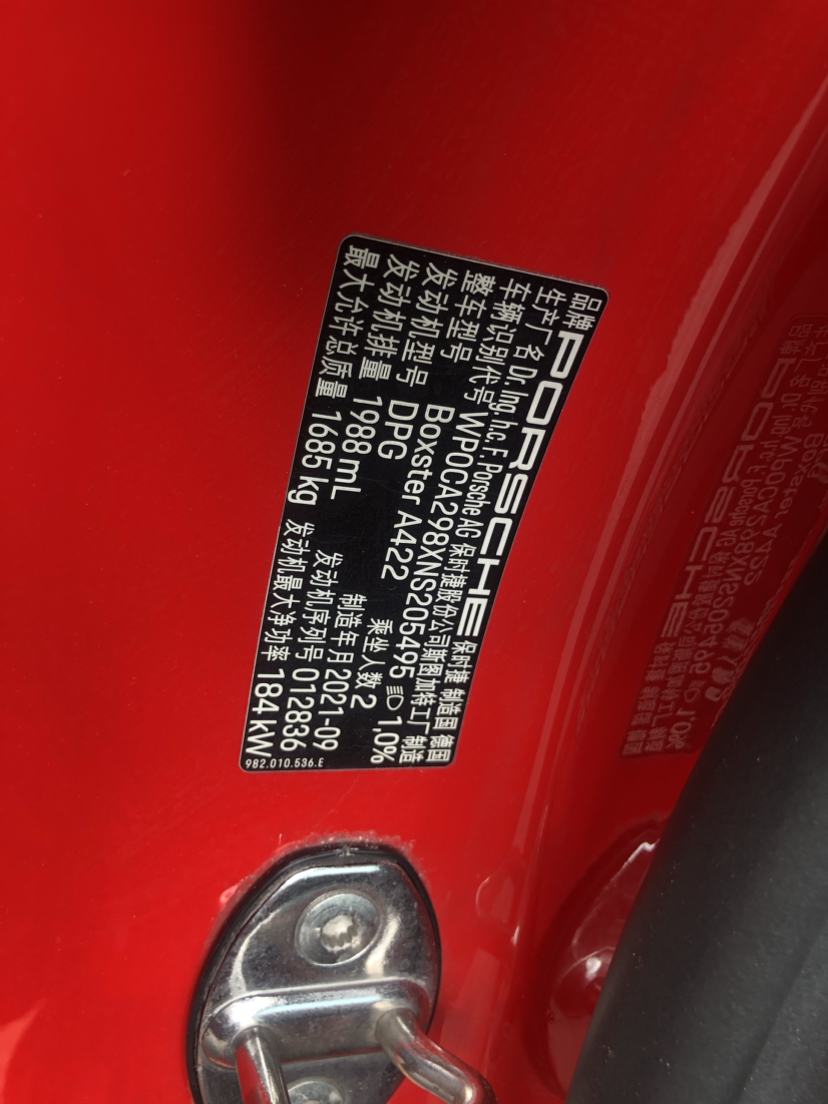 品牌 PORSCHE 保时捷 制造国 德国
生产厂名 Dr. Ing. h.c. F. Porsche AG 保时捷股份公司斯图加特工厂制造
车辆识别代号 WP0CA298XNS205495 1,0%
整车型号 Boxster A422 乘坐人数 2
发动机型号 DPG 制造年月 2021-09
发动机排量 1988 mL 发动机序列号 012836
最大允许总质量 1685 kg 发动机最大净功率 184 kW
982.010.536.E